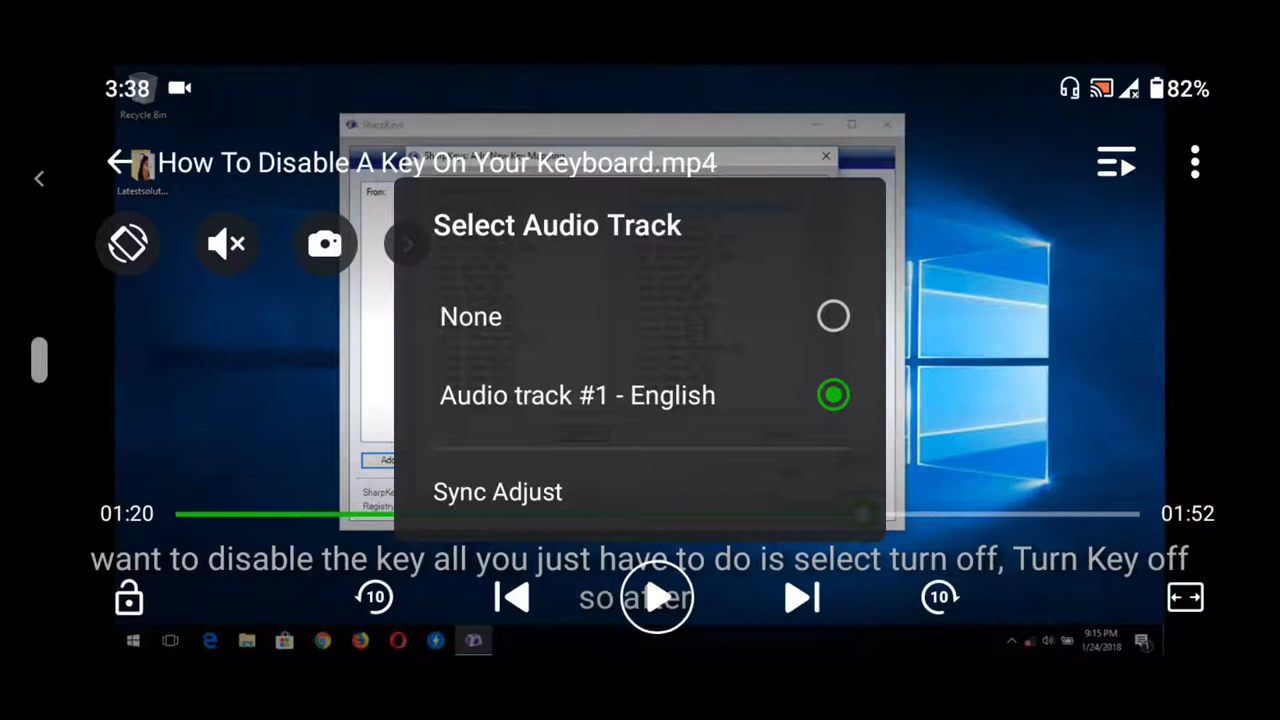 3:38
82%
Recycle Bin
SharpKeys
How To Disable A Key On Your Keyboard.mp4
Latestsolut...
From:
Select Audio Track
None
Audio track #1 - English
Sync Adjust
Add
SharpKeys
Registry
01:20
01:52
want to disable the key all you just have to do is select turn off, Turn Key off
so after
10
10
9:15 PM
1/24/2018